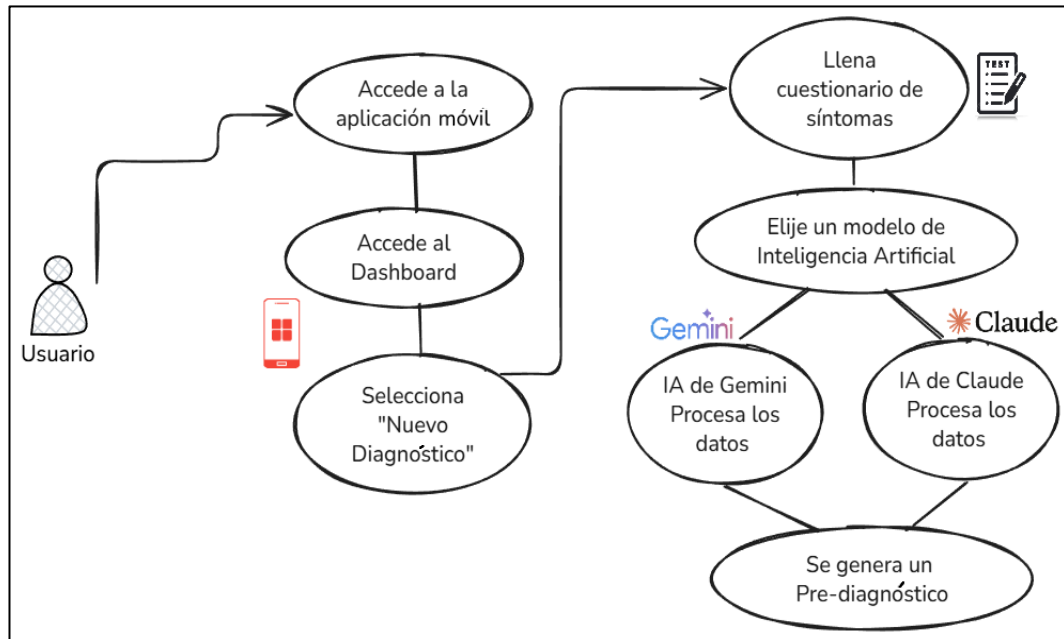 Usuario
Accede a la
aplicación móvil
Accede al
Dashboard
Selecciona
"Nuevo
Diagnóstico"
Llena
cuestionario de
síntomas
TEST
Elije un modelo de
Inteligencia Artificial
Gemini
Claude
IA de Gemini
Procesa los
datos
IA de Claude
Procesa los
datos
Se genera un
Pre-diagnóstico